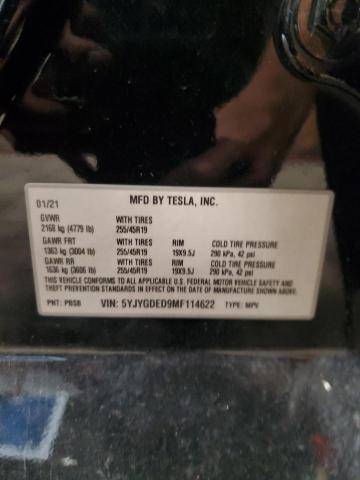 01/21 MFD BY TESLA, INC.
GVWR WITH TIRES
2168 kg (4779 lb) 255/45R19
GAWR FRT WITH TIRES RIM COLD TIRE PRESSURE
1363 kg (3004 lb) 255/45R19 19X9.5J 290 kPa, 42 psi
GAWR RR WITH TIRES RIM COLD TIRE PRESSURE
1636 kg (3606 lb) 255/45R19 19X9.5J 290 kPa, 42 psi
THIS VEHICLE CONFORMS TO ALL APPLICABLE U.S. FEDERAL MOTOR VEHICLE SAFETY AND
THEFT PREVENTION STANDARDS IN EFFECT ON THE DATE OF MANUFACTURE SHOWN ABOVE.
PNT: PBSB VIN: 5YJYGDED9MF114622 TYPE: MPV